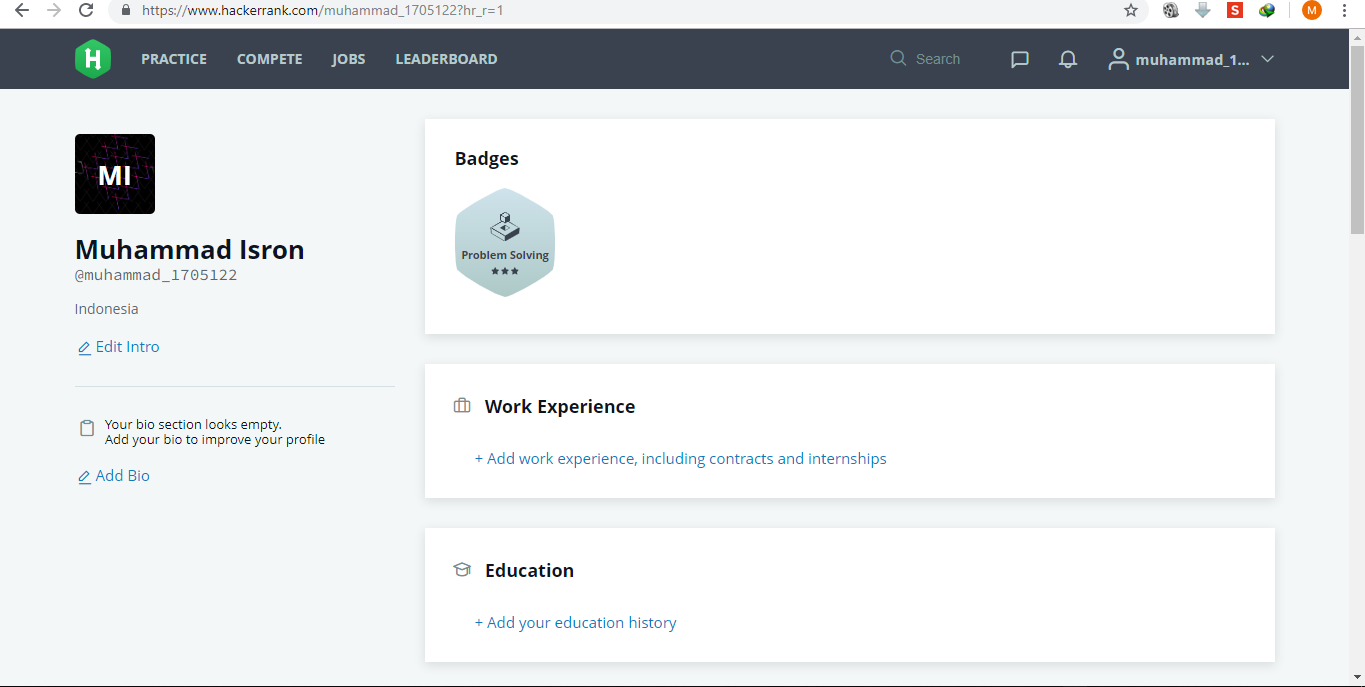 https://www.hackerrank.com/muhammad_1705122?hr_r=1
S
M
H
PRACTICE COMPETE JOBS LEADERBOARD
Search
muhammad_1...
MI
Muhammad Isron
@muhammad_1705122
Indonesia
Edit Intro
Your bio section looks empty.
Add your bio to improve your profile
Add Bio
Badges
Problem Solving
★★★
Work Experience
+ Add work experience, including contracts and internships
Education
+ Add your education history